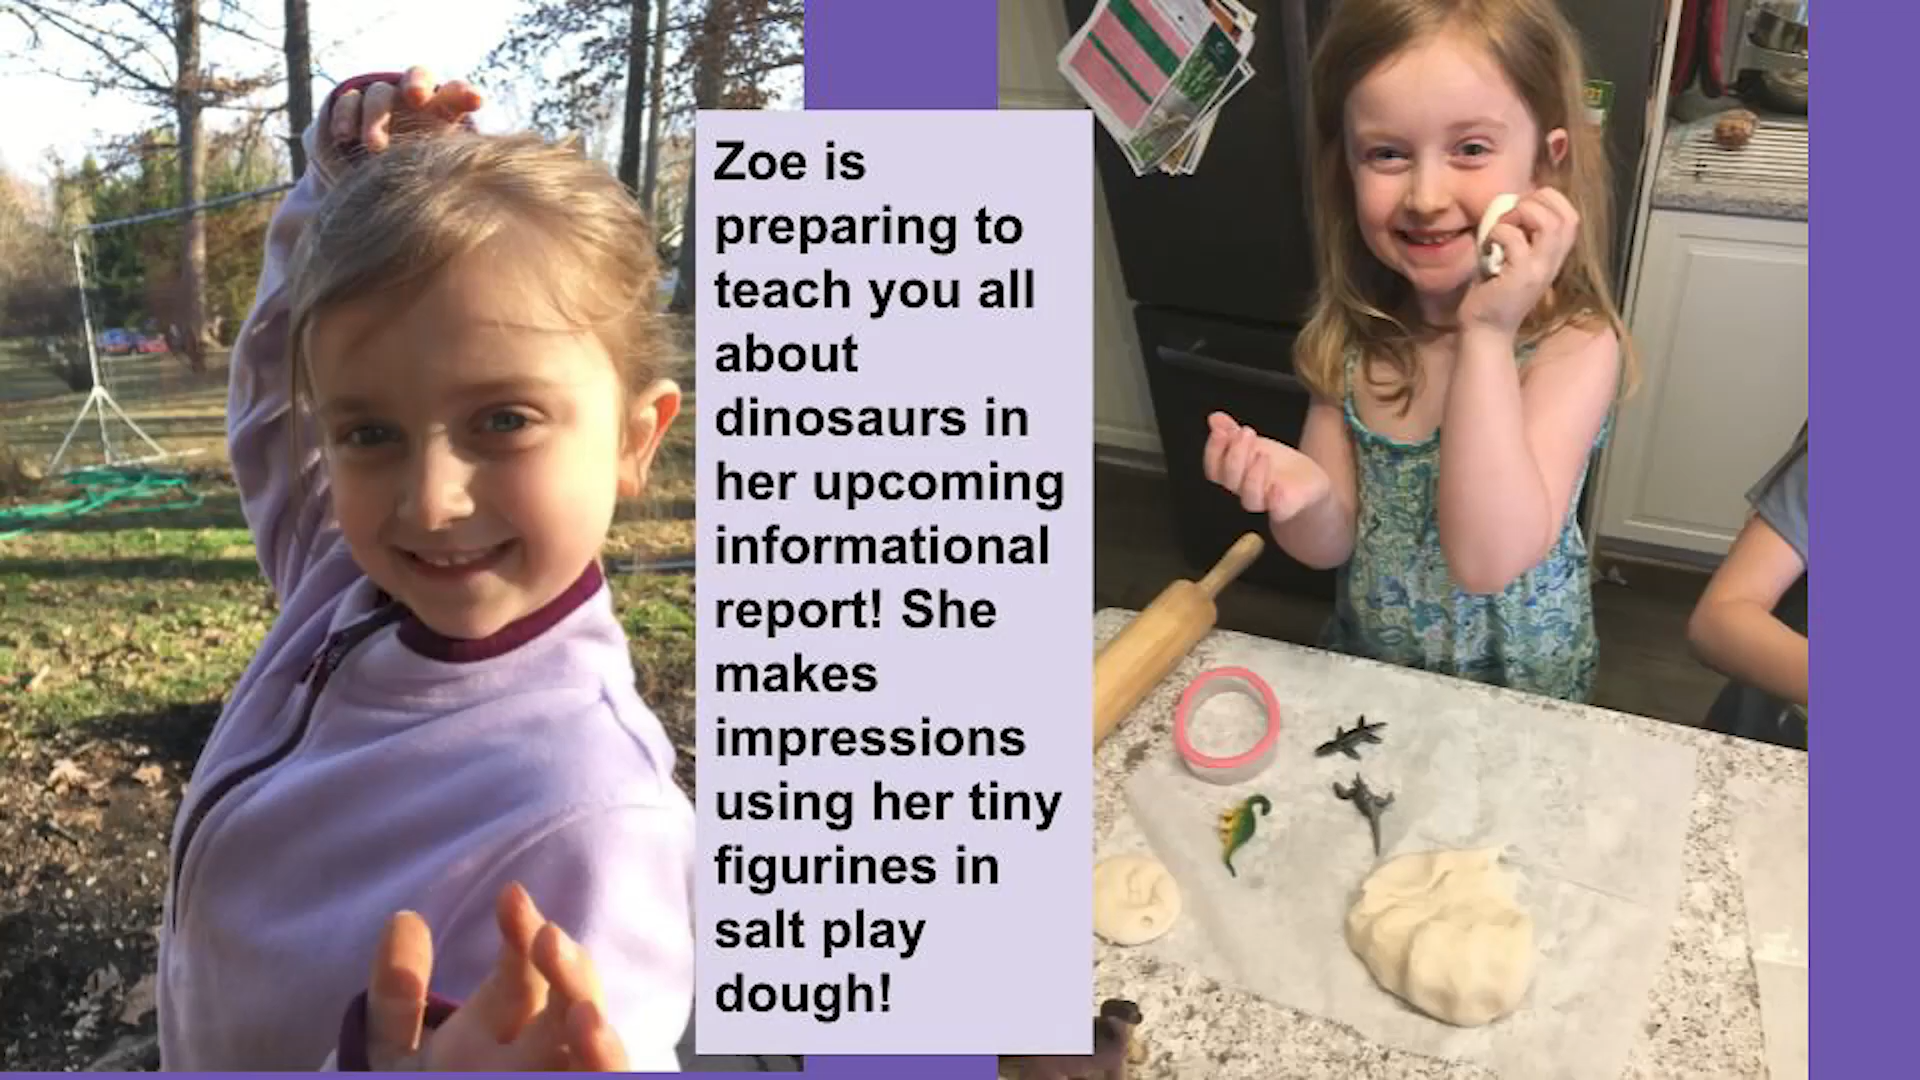 Zoe is
preparing to
teach you all
about
dinosaurs in
her upcoming
informational
report! She
makes
impressions
using her tiny
figurines in
salt play
dough!